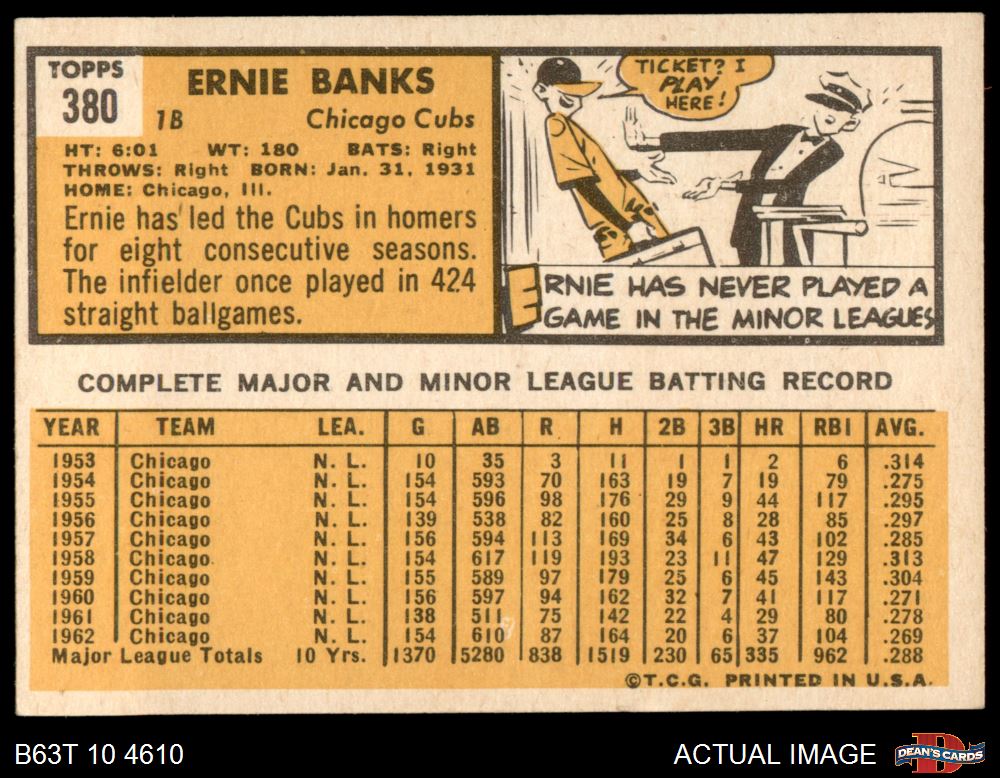 TOPPS
380
ERNIE BANKS
1B Chicago Cubs
HT: 6:01 WT: 180 BATS: Right
THROWS: Right BORN: Jan. 31, 1931
HOME: Chicago, Ill.
Ernie has led the Cubs in homers
for eight consecutive seasons.
The infielder once played in 424
straight ballgames.
TICKET? I
PLAY
HERE!
ERNIE HAS NEVER PLAYED A
GAME IN THE MINOR LEAGUES
COMPLETE MAJOR AND MINOR LEAGUE BATTING RECORD
YEAR TEAM LEA. G AB R H 2B 3B HR RBI AVG.
1953 Chicago N. L. 10 35 3 11 1 1 2 6 .314
1954 Chicago N. L. 154 593 70 163 19 7 19 79 .275
1955 Chicago N. L. 154 596 98 176 29 9 44 117 .295
1956 Chicago N. L. 139 538 82 160 25 8 28 85 .297
1957 Chicago N. L. 156 594 113 169 34 6 43 102 .285
1958 Chicago N. L. 154 617 119 193 23 11 47 129 .313
1959 Chicago N. L. 155 589 97 179 25 6 45 143 .304
1960 Chicago N. L. 156 597 94 162 32 7 41 117 .271
1961 Chicago N. L. 138 511 75 142 22 4 29 80 .278
1962 Chicago N. L. 154 610 87 164 20 6 37 104 .269
Major League Totals 10 Yrs. 1370 5280 838 1519 230 65 335 962 .288
©T.C.G. PRINTED IN U.S.A.
B63T 10 4610 ACTUAL IMAGE DEAN'S CARDS